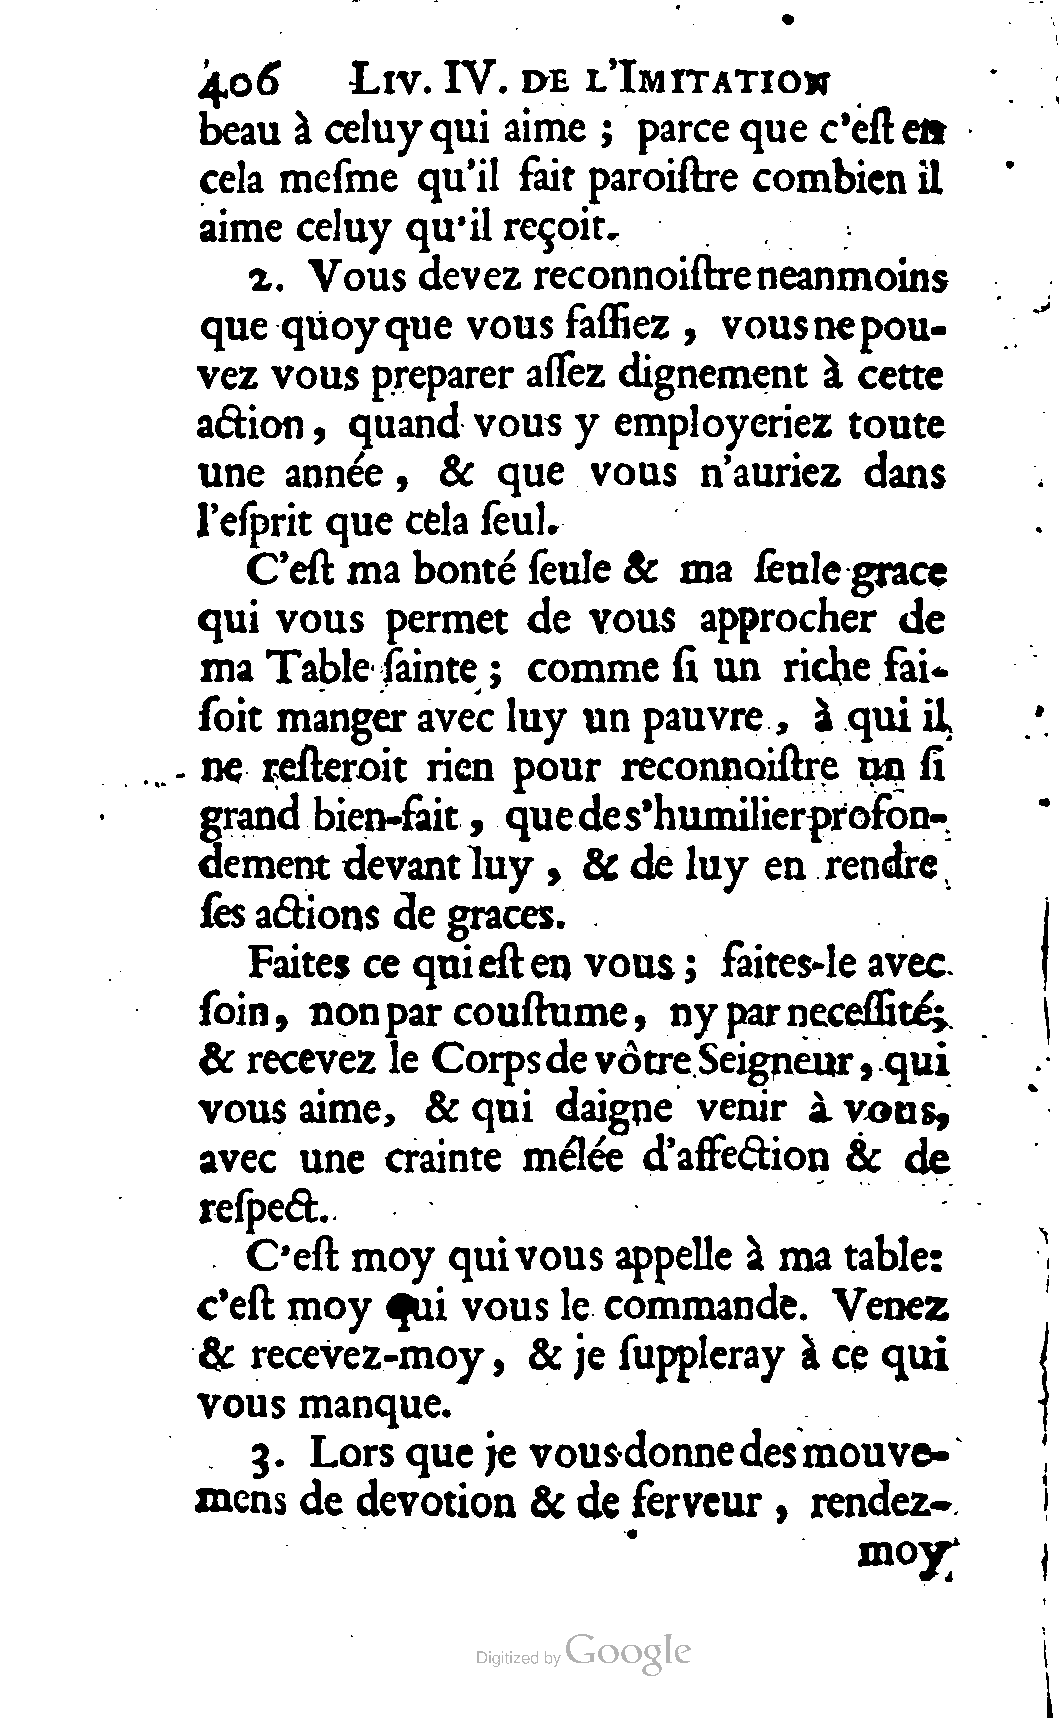 406 LIV. IV. DE L'IMITATION
beau à celuy qui aime ; parce que c'eſt en
cela meſme qu'il fait paroiſtre combien il
aime celuy qu'il reçoit.
2. Vous devez reconnoiſtre neanmoins
que quoy que vous faſſiez , vous ne pou-
vez vous preparer aſſez dignement à cette
action , quand vous y employeriez toute
une année , & que vous n'auriez dans
l'eſprit que cela ſeul.
C'eſt ma bonté ſeule & ma ſeule grace
qui vous permet de vous approcher de
ma Table ſainte ; comme ſi un riche fai-
ſoit manger avec luy un pauvre , à qui il
ne reſteroit rien pour reconnoiſtre un ſi
grand bien-fait , que de s'humilier profon-
dement devant luy , & de luy en rendre
ſes actions de graces.
Faites ce qui eſt en vous ; faites-le avec
ſoin, non par couſtume, ny par neceſſité;
& recevez le Corps de vôtre Seigneur , qui
vous aime, & qui daigne venir à vous,
avec une crainte mélée d'affection & de
reſpect.
C'eſt moy qui vous appelle à ma table:
c'eſt moy qui vous le commande. Venez
& recevez-moy , & je ſuppleray à ce qui
vous manque.
3. Lors que je vous donne des mouve-
mens de devotion & de ferveur , rendez-
moy
Digitized by Google